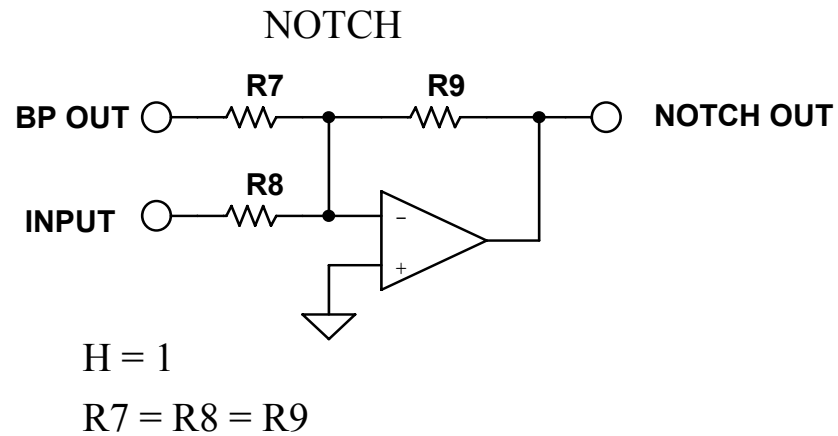 NOTCH
R7
R9
BP OUT
NOTCH OUT
R8
INPUT
−
+
H = 1
R7 = R8 = R9